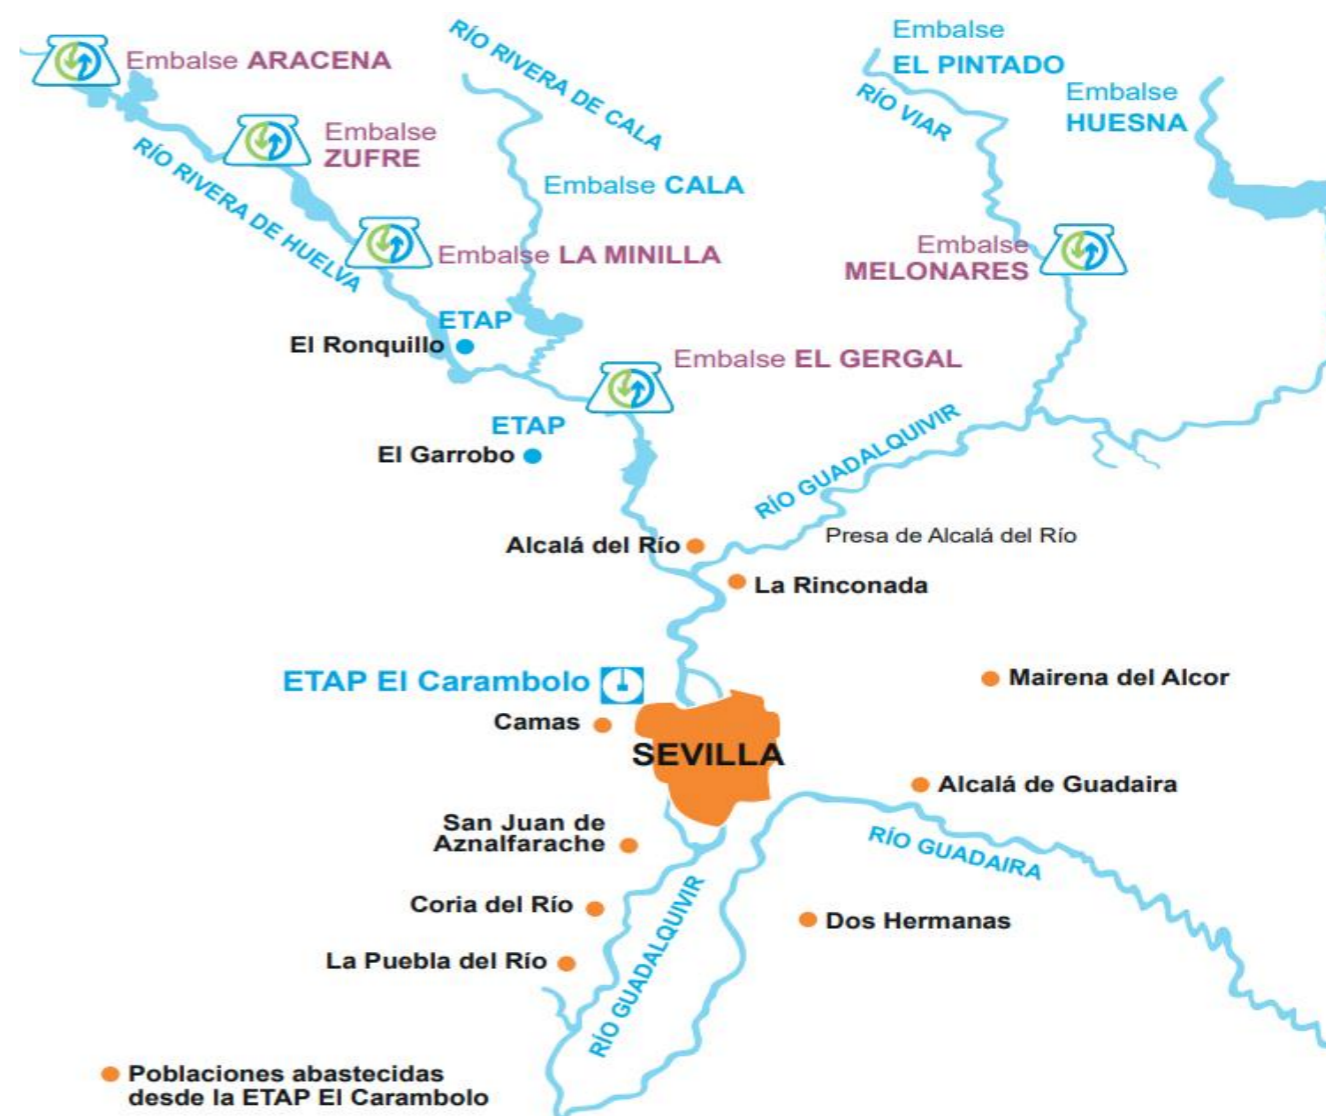 Embalse ARACENA
RÍO RIVERA DE CALA
Embalse
EL PINTADO
RÍO VIAR
Embalse
HUESNA
Embalse
ZUFRE
RÍO RIVERA DE HUELVA
Embalse CALA
Embalse LA MINILLA
Embalse
MELONARES
ETAP
El Ronquillo
Embalse EL GERGAL
ETAP
El Garrobo
RÍO GUADALQUIVIR
Presa de Alcalá del Río
Alcalá del Río
La Rinconada
ETAP El Carambolo
Mairena del Alcor
Camas
SEVILLA
Alcalá de Guadaira
San Juan de
Aznalfarache
RÍO GUADAIRA
Coria del Río
Dos Hermanas
La Puebla del Río
RÍO GUADALQUIVIR
Poblaciones abastecidas
desde la ETAP El Carambolo